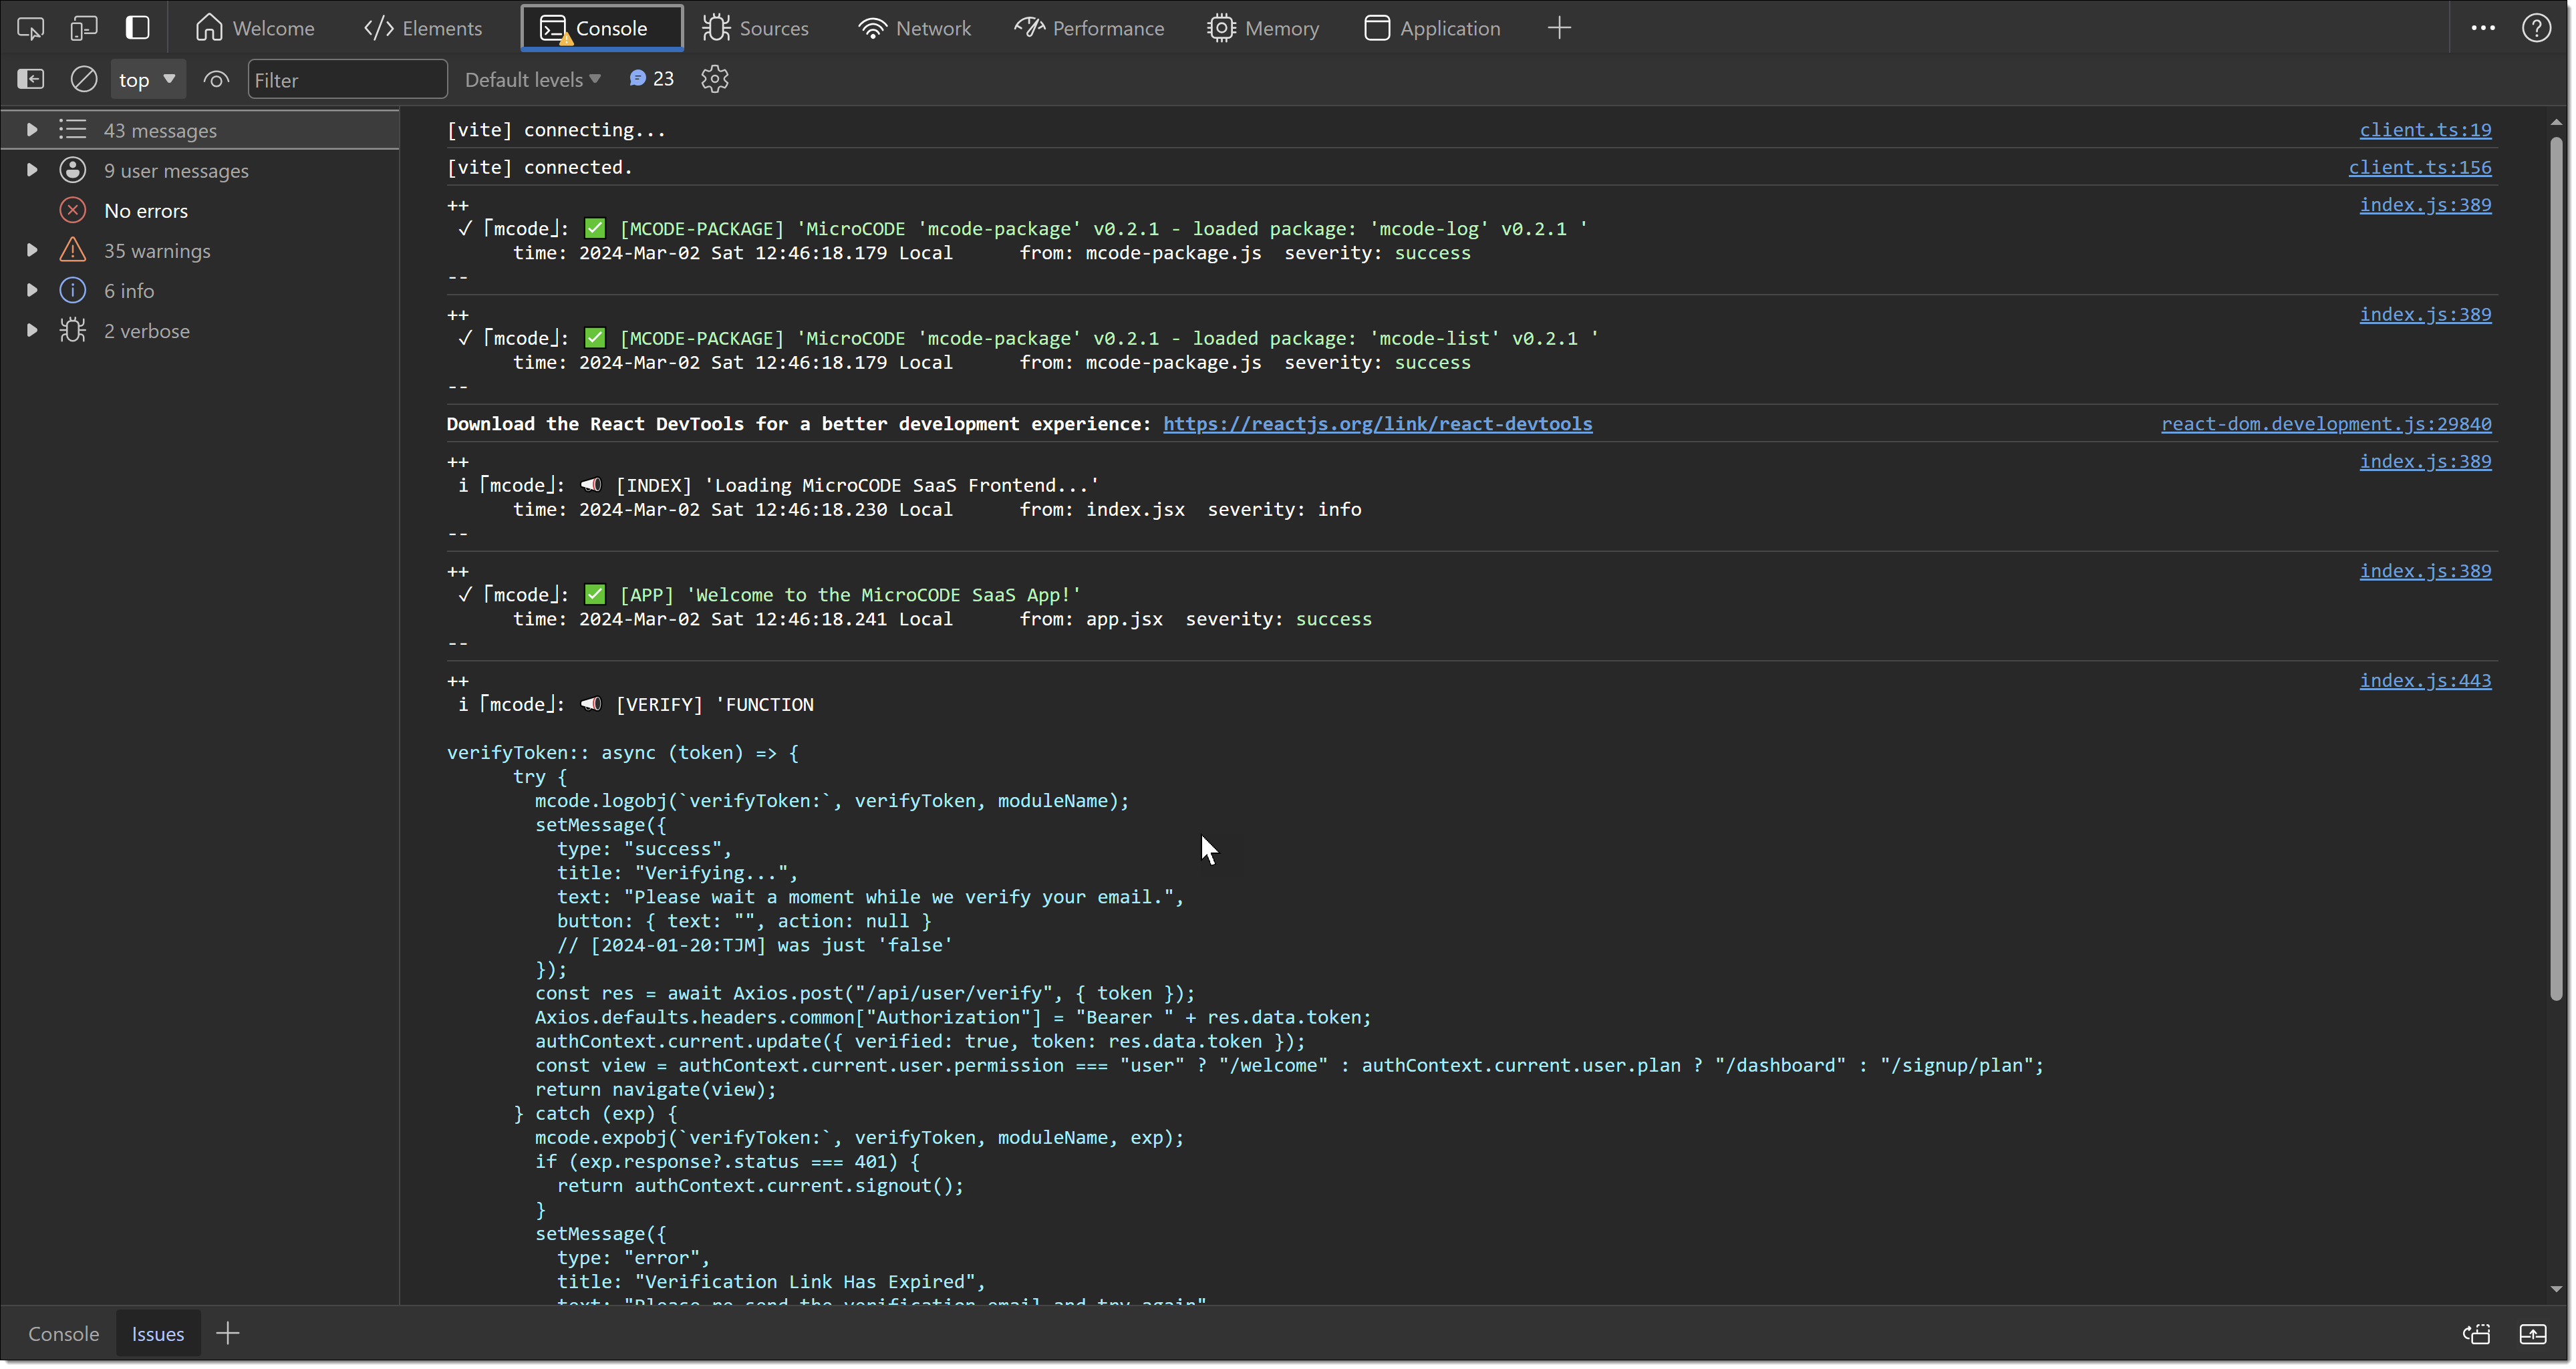 Welcome
</> Elements
Console
Sources
Network
Performance
Memory
Application
top
Filter
Default levels
23
43 messages
9 user messages
No errors
35 warnings
6 info
2 verbose
[vite] connecting... client.ts:19
[vite] connected. client.ts:156
++ index.js:389
✓ ｢mcode｣: ✅ [MCODE-PACKAGE] 'MicroCODE 'mcode-package' v0.2.1 - loaded package: 'mcode-log' v0.2.1 '
time: 2024-Mar-02 Sat 12:46:18.179 Local from: mcode-package.js severity: success
--
++ index.js:389
✓ ｢mcode｣: ✅ [MCODE-PACKAGE] 'MicroCODE 'mcode-package' v0.2.1 - loaded package: 'mcode-list' v0.2.1 '
time: 2024-Mar-02 Sat 12:46:18.179 Local from: mcode-package.js severity: success
--
Download the React DevTools for a better development experience: https://reactjs.org/link/react-devtools react-dom.development.js:29840
++ index.js:389
i ｢mcode｣: 📢 [INDEX] 'Loading MicroCODE SaaS Frontend...'
time: 2024-Mar-02 Sat 12:46:18.230 Local from: index.jsx severity: info
--
++ index.js:389
✓ ｢mcode｣: ✅ [APP] 'Welcome to the MicroCODE SaaS App!'
time: 2024-Mar-02 Sat 12:46:18.241 Local from: app.jsx severity: success
--
++ index.js:443
i ｢mcode｣: 📢 [VERIFY] 'FUNCTION
verifyToken:: async (token) => {
try {
mcode.logobj(`verifyToken:`, verifyToken, moduleName);
setMessage({
type: "success",
title: "Verifying...",
text: "Please wait a moment while we verify your email.",
button: { text: "", action: null }
// [2024-01-20:TJM] was just 'false'
});
const res = await Axios.post("/api/user/verify", { token });
Axios.defaults.headers.common["Authorization"] = "Bearer " + res.data.token;
authContext.current.update({ verified: true, token: res.data.token });
const view = authContext.current.user.permission === "user" ? "/welcome" : authContext.current.user.plan ? "/dashboard" : "/signup/plan";
return navigate(view);
} catch (exp) {
mcode.expobj(`verifyToken:`, verifyToken, moduleName, exp);
if (exp.response?.status === 401) {
return authContext.current.signout();
}
setMessage({
type: "error",
title: "Verification Link Has Expired",
text: "Please re-send the verification email and try again"
Console
Issues